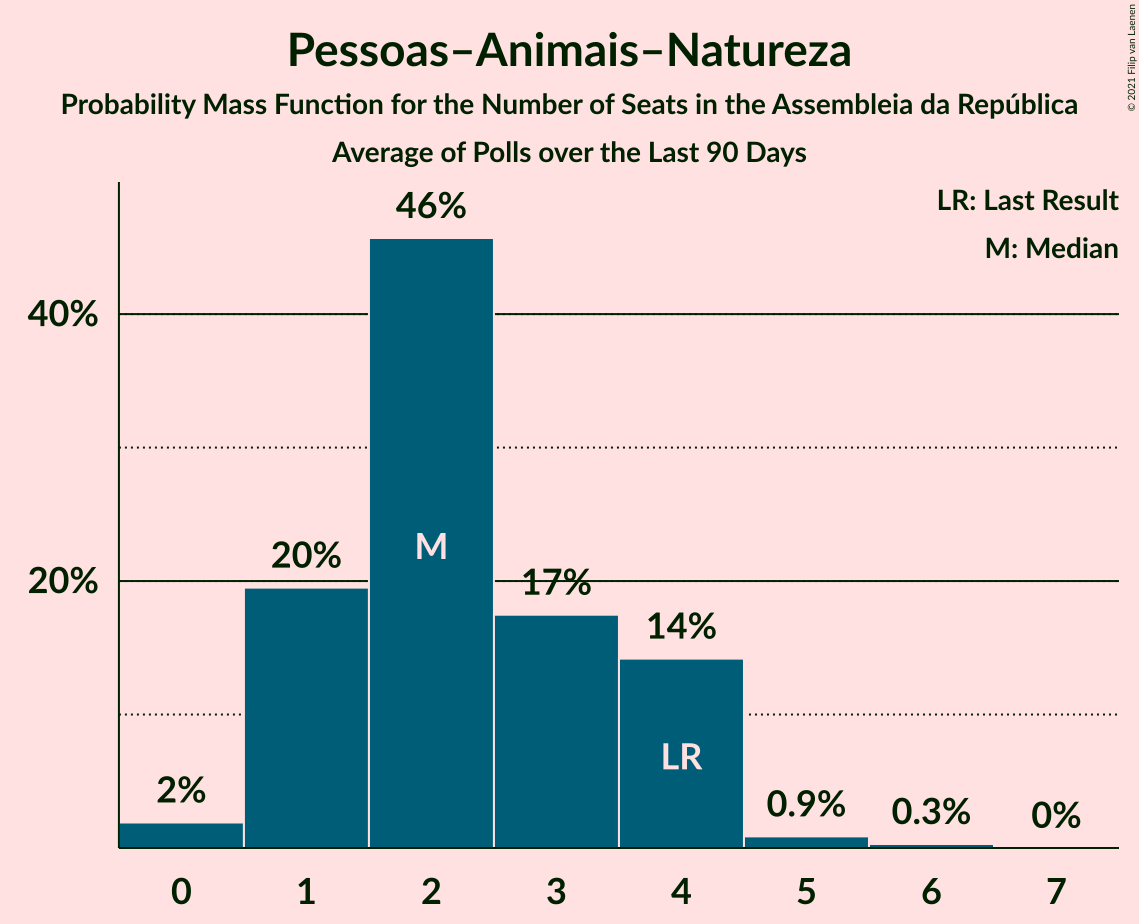 Pessoas–Animais–Natureza
Probability Mass Function for the Number of Seats in the Assembleia da República
Average of Polls over the Last 90 Days
© 2021 Filip van Laenen
LR: Last Result
M: Median
46%
40%
M
20%
17%
20%
14%
LR
2%
0.9%
0.3%
0%
0 1 2 3 4 5 6 7